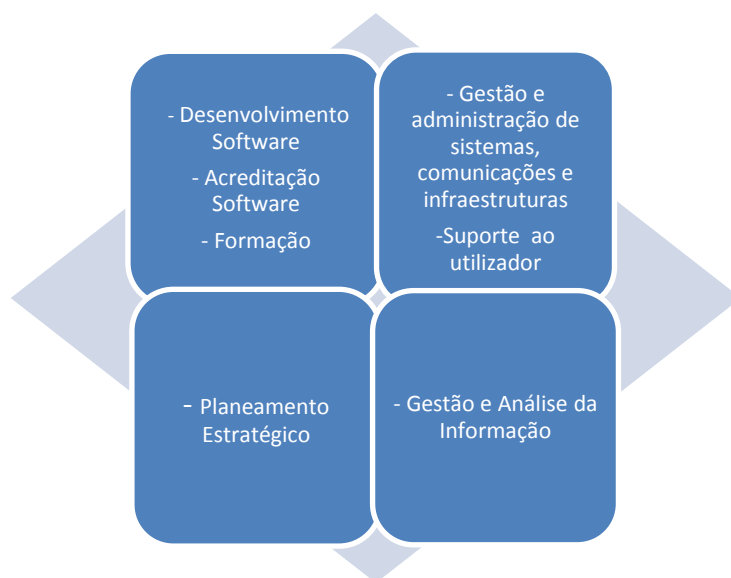 - Desenvolvimento
Software
- Acreditação
Software
- Formação
- Gestão e
administração de
sistemas,
comunicações e
infraestruturas
-Suporte ao
utilizador
- Planeamento
Estratégico
- Gestão e Análise da
Informação